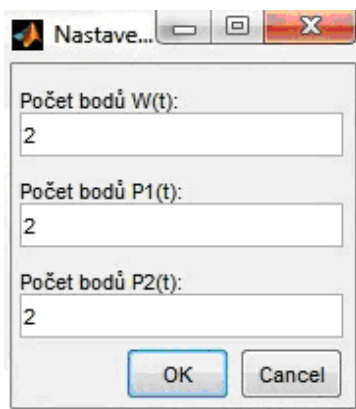 Nastave...
Počet bodů W(t):
2
Počet bodů P1(t):
2
Počet bodů P2(t):
2
OK Cancel